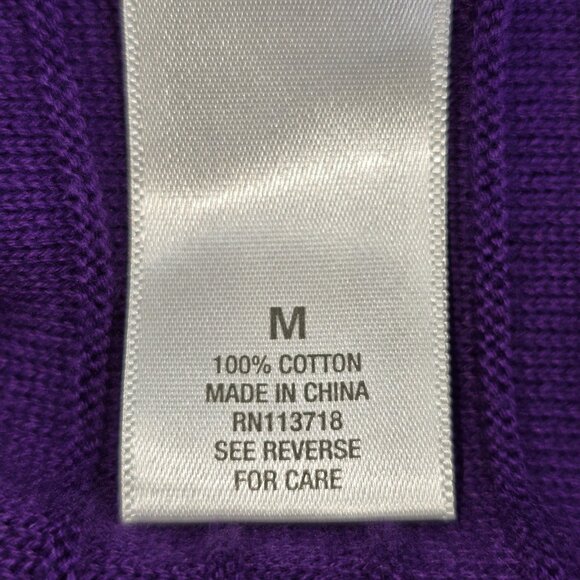 M
100% COTTON
MADE IN CHINA
RN113718
SEE REVERSE
FOR CARE